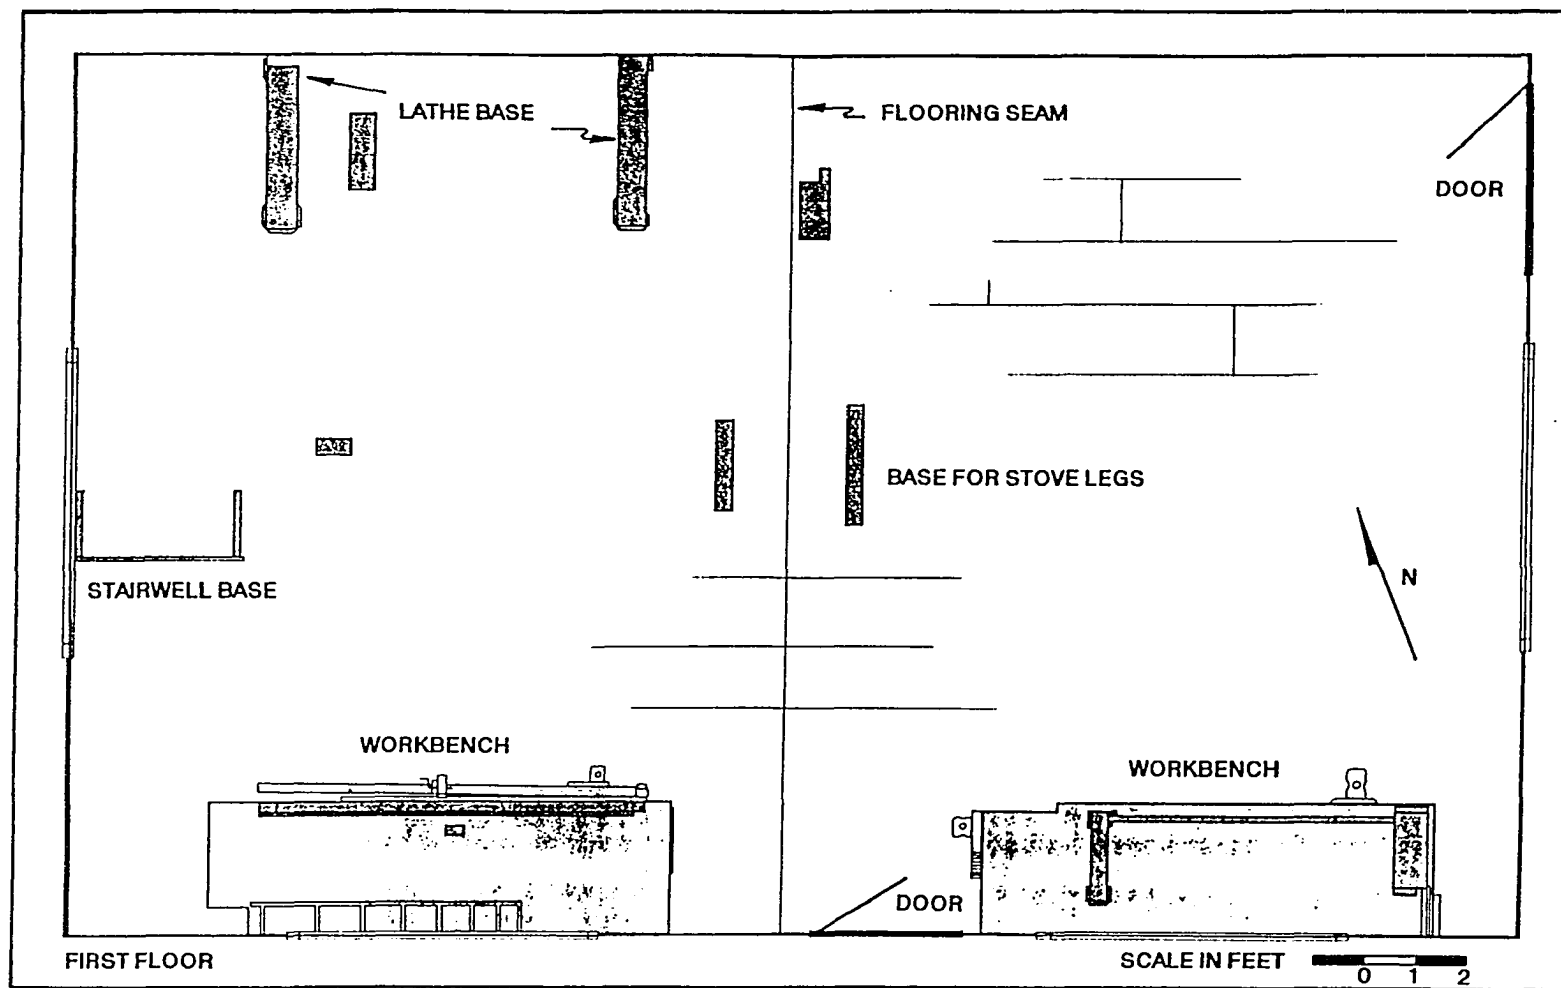 LATHE BASE
FLOORING SEAM
DOOR
BASE FOR STOVE LEGS
STAIRWELL BASE
N
WORKBENCH
WORKBENCH
DOOR
FIRST FLOOR
SCALE IN FEET
0 1 2